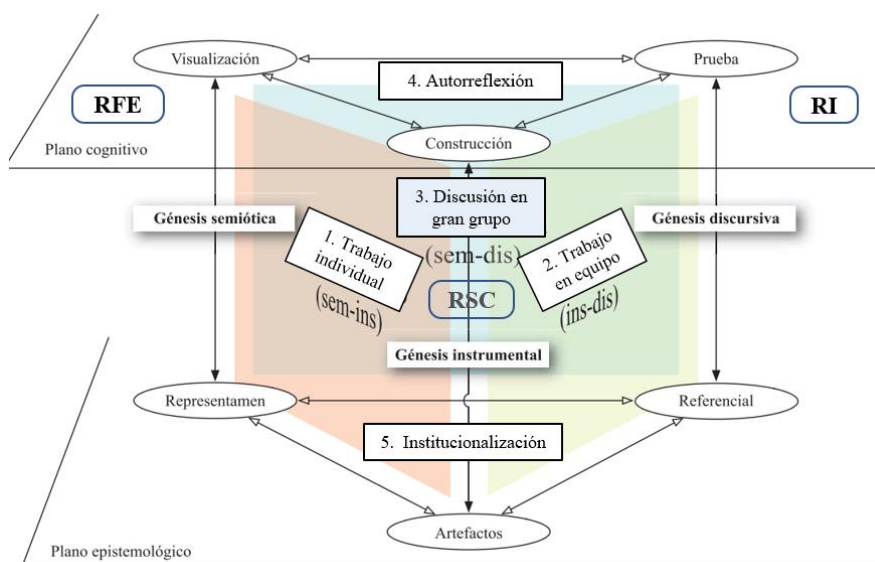 Visualización
Prueba
4. Autorreflexión
RFE
RI
Construcción
Plano cognitivo
3. Discusión en
gran grupo
Génesis semiótica
Génesis discursiva
1. Trabajo
individual
(sem-ins)
(sem-dis)
2. Trabajo
en equipo
(ins-dis)
RSC
Génesis instrumental
Representamen
Referencial
5. Institucionalización
Artefactos
Plano epistemológico